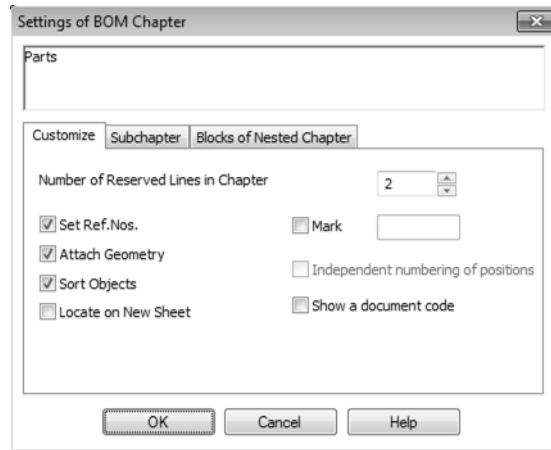 Settings of BOM Chapter
Parts
Customize Subchapter Blocks of Nested Chapter
Number of Reserved Lines in Chapter 2
Set Ref.Nos. Mark
Attach Geometry
Independent numbering of positions
Sort Objects
Show a document code
Locate on New Sheet
OK Cancel Help